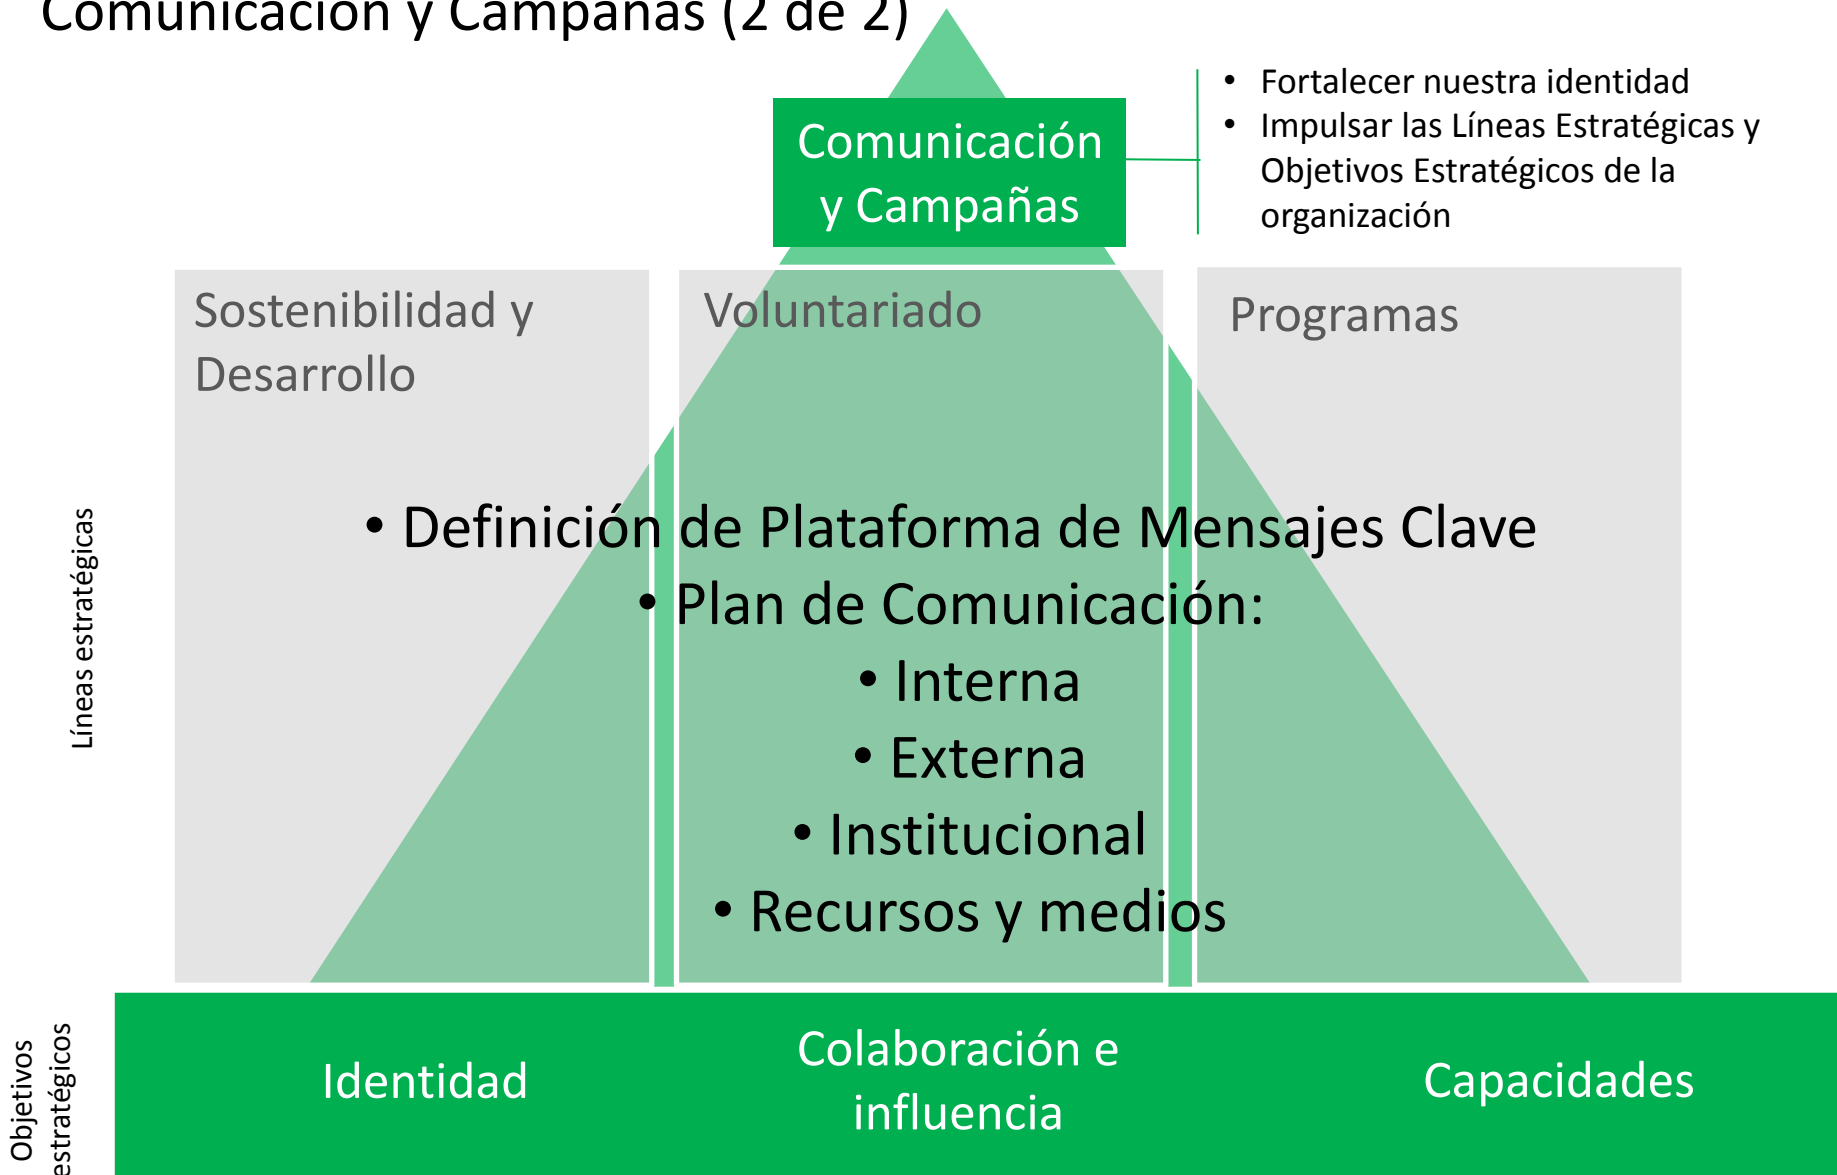 Comunicación y Campañas (2 de 2)
Comunicación
y Campañas
• Fortalecer nuestra identidad
• Impulsar las Líneas Estratégicas y
Objetivos Estratégicos de la
organización
Sostenibilidad y
Desarrollo
Voluntariado
Programas
Líneas estratégicas
• Definición de Plataforma de Mensajes Clave
• Plan de Comunicación:
• Interna
• Externa
• Institucional
• Recursos y medios
Objetivos
estratégicos
Identidad
Colaboración e
influencia
Capacidades